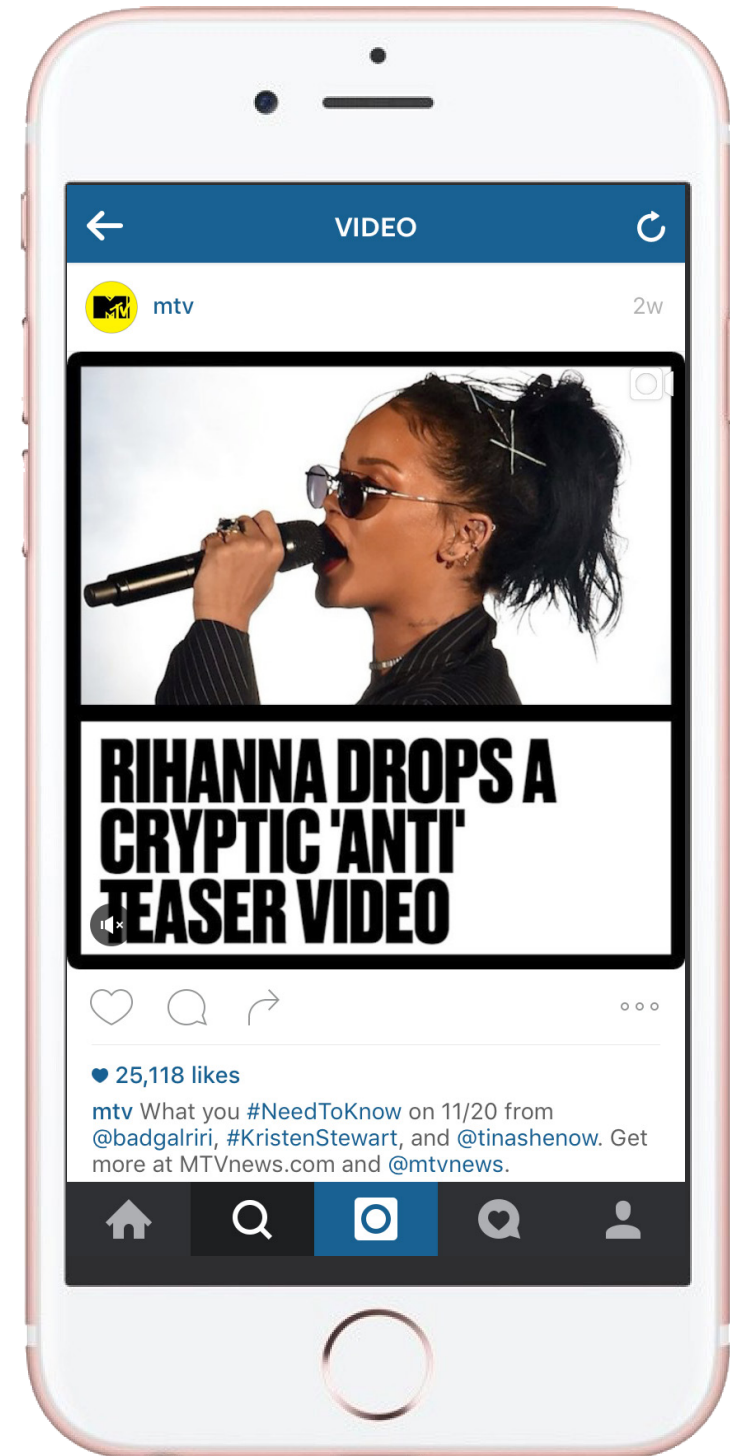 VIDEO
mtv
2w
RIHANNA DROPS A
CRYPTIC 'ANTI'
TEASER VIDEO
25,118 likes
mtv What you #NeedToKnow on 11/20 from
@badgalriri, #KristenStewart, and @tinashenow. Get
more at MTVnews.com and @mtvnews.